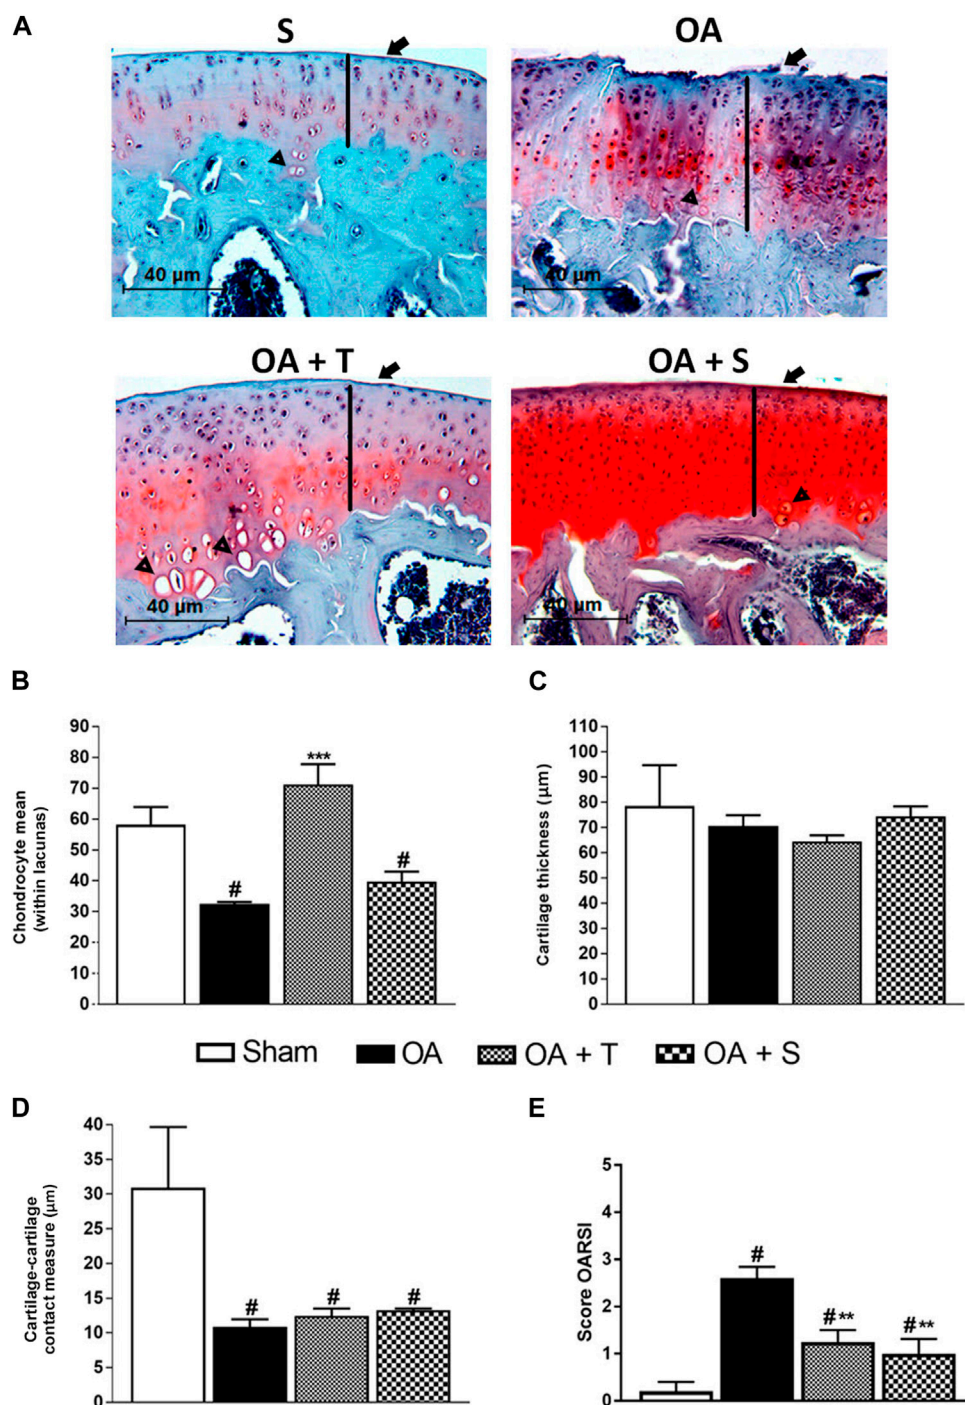 A
S
OA
40 µm
40 µm
OA + T
OA + S
40 µm
40 µm
B
C
Chondrocyte mean
(within lacunas)
90
80
70
60
50
40
30
20
10
0
#
***
#
Cartilage thickness (µm)
110
100
90
80
70
60
50
40
30
20
10
0
Sham
OA
OA + T
OA + S
D
E
Cartilage-cartilage
contact measure (µm)
40
35
30
25
20
15
10
5
0
#
#
#
Score OARSI
5
4
3
2
1
0
#
#**
#**